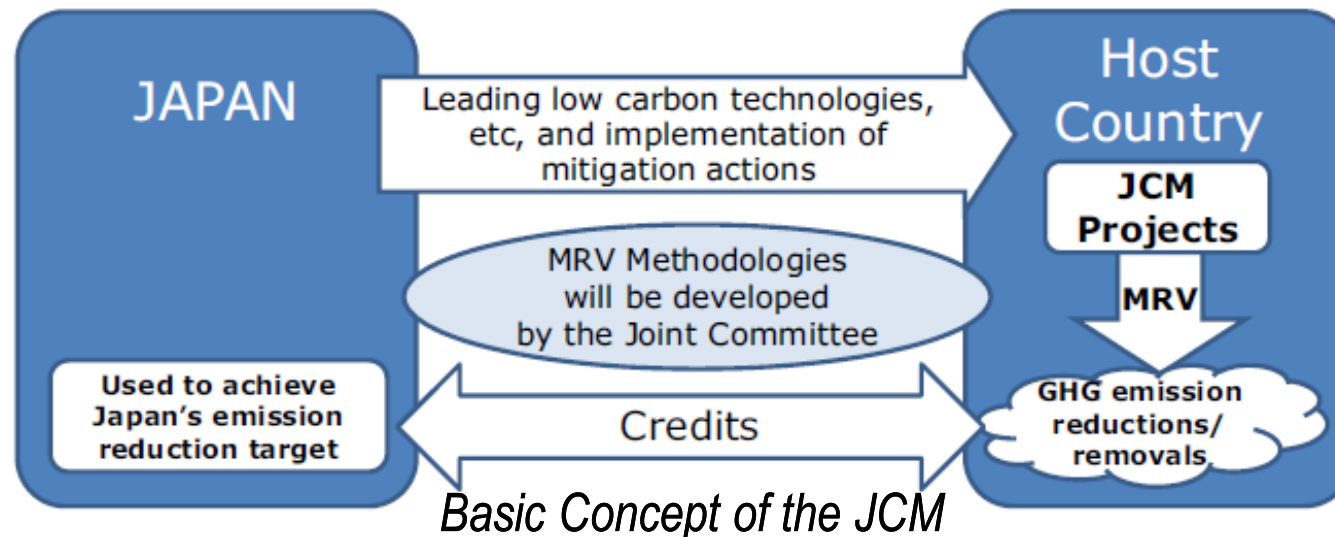 JAPAN
Leading low carbon technologies,
etc, and implementation of
mitigation actions
Host
Country
JCM
Projects
MRV Methodologies
will be developed
by the Joint Committee
MRV
Used to achieve
Japan's emission
reduction target
Credits
GHG emission
reductions/
removals
Basic Concept of the JCM